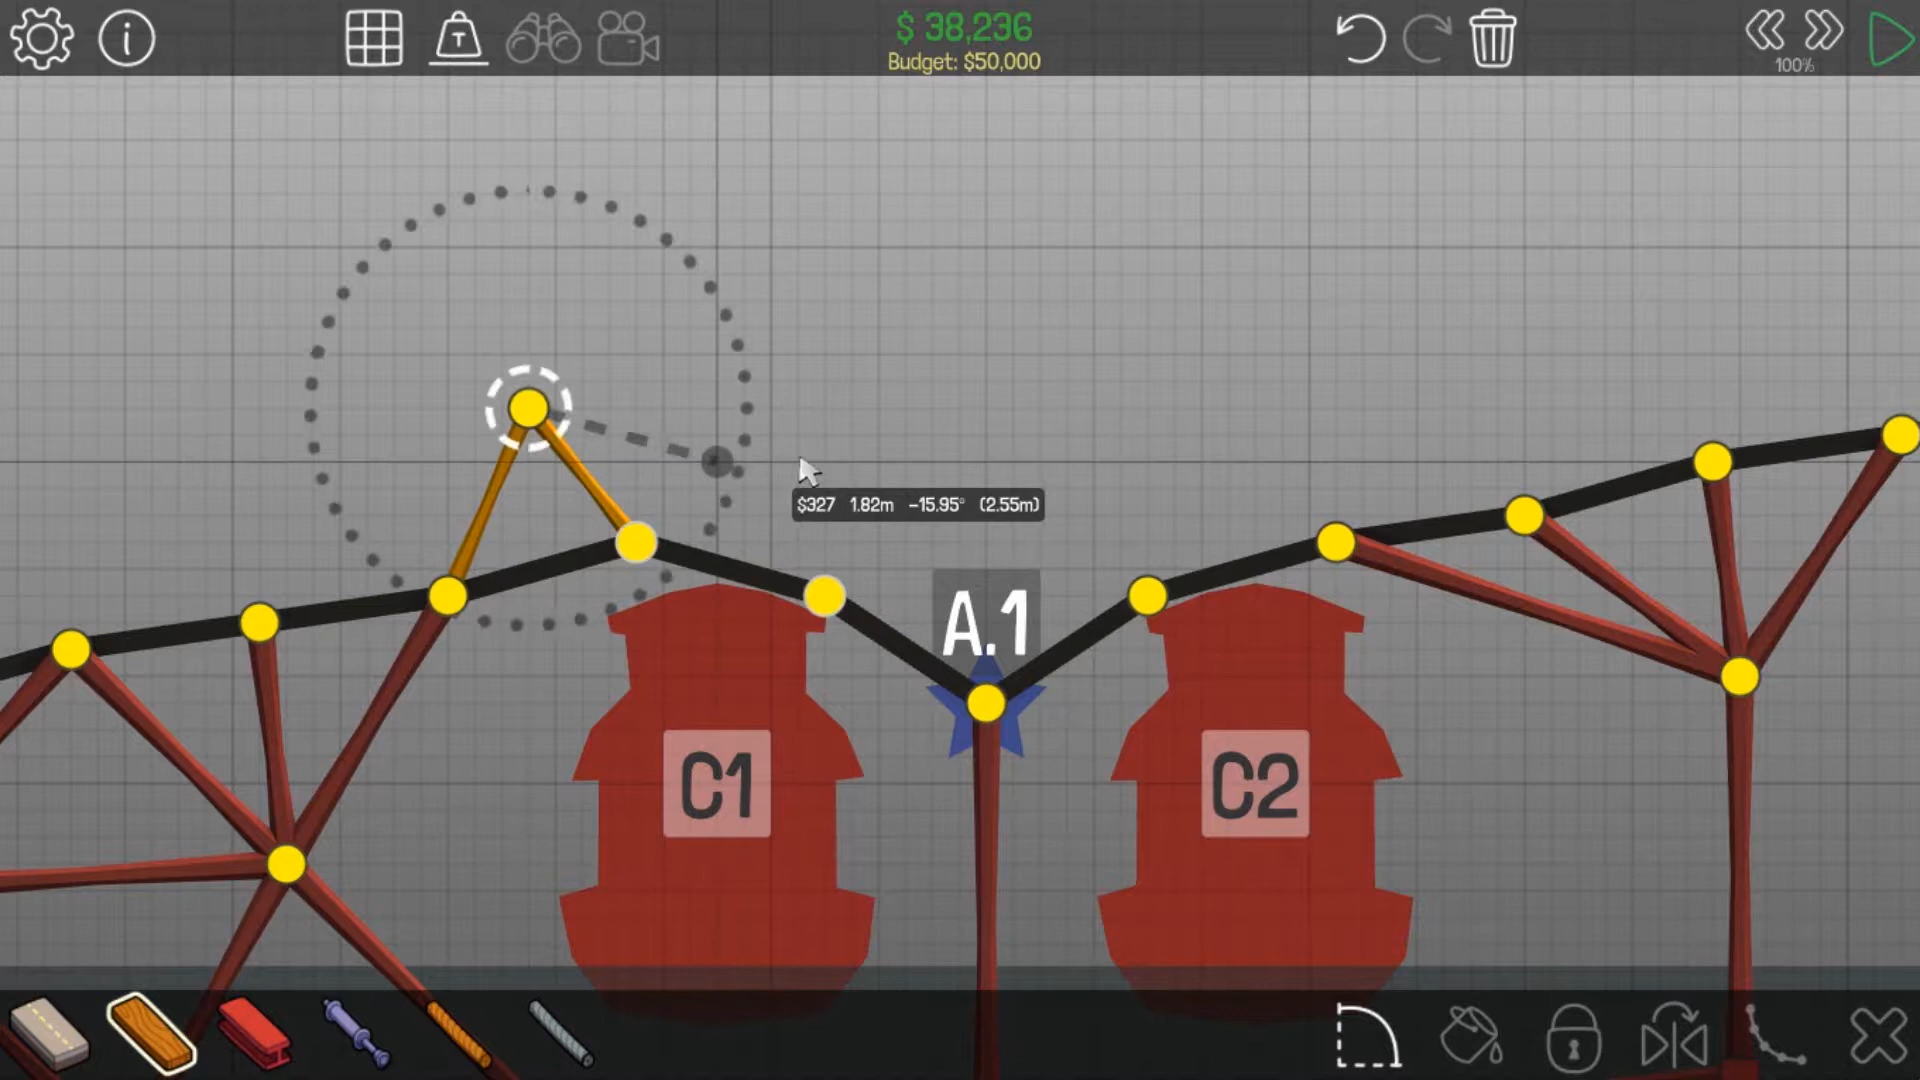 $ 38,236
Budget: $50,000
100%
$327 1.82m -15.95° (2.55m)
A.1
C1
C2